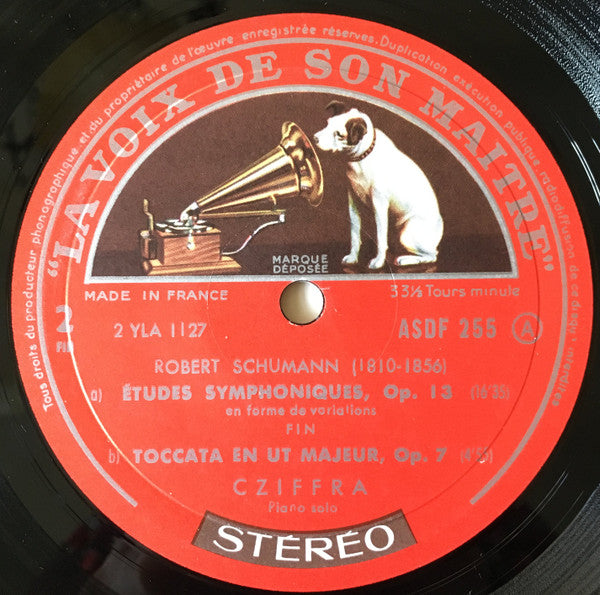 Tous droits du producteur phonographique et du propriétaire de l'œuvre enregistrée réservés. Duplication exécution publique radiodiffusion de ce disque interdites
"LA VOIX DE SON MAITRE"
MARQUE
DÉPOSÉE
MADE IN FRANCE
33⅓ Tours minute
2
2 YLA 1127
ASDF 255 A
ROBERT SCHUMANN (1810-1856)
a) ÉTUDES SYMPHONIQUES, Op. 13 (16'35)
en forme de variations
FIN
b) TOCCATA EN UT MAJEUR, Op. 7
CZIFFRA
Piano solo
STÉRÉO